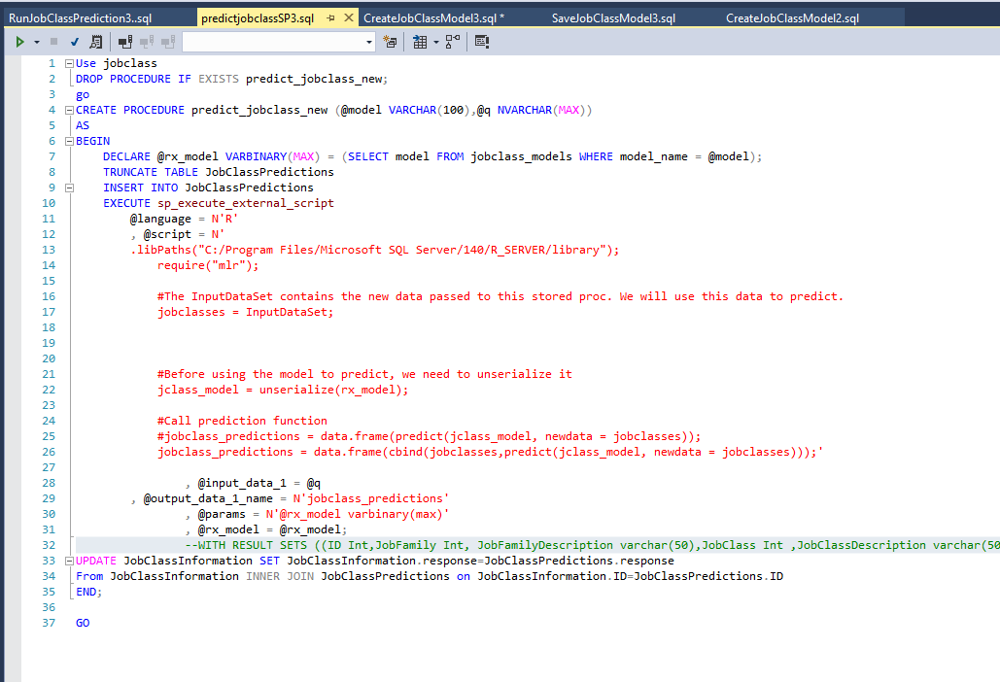 RunJobClassPrediction3..sql
predictjobclassSP3.sql
CreateJobClassModel3.sql *
SaveJobClassModel3.sql
CreateJobClassModel2.sql
1 Use jobclass
2 DROP PROCEDURE IF EXISTS predict_jobclass_new;
3 go
4 CREATE PROCEDURE predict_jobclass_new (@model VARCHAR(100),@q NVARCHAR(MAX))
5 AS
6 BEGIN
7 DECLARE @rx_model VARBINARY(MAX) = (SELECT model FROM jobclass_models WHERE model_name = @model);
8 TRUNCATE TABLE JobClassPredictions
9 INSERT INTO JobClassPredictions
10 EXECUTE sp_execute_external_script
11 @language = N'R'
12 , @script = N'
13 .libPaths("C:/Program Files/Microsoft SQL Server/140/R_SERVER/library");
14 require("mlr");
15
16 #The InputDataSet contains the new data passed to this stored proc. We will use this data to predict.
17 jobclasses = InputDataSet;
18
19
20
21 #Before using the model to predict, we need to unserialize it
22 jclass_model = unserialize(rx_model);
23
24 #Call prediction function
25 #jobclass_predictions = data.frame(predict(jclass_model, newdata = jobclasses));
26 jobclass_predictions = data.frame(cbind(jobclasses,predict(jclass_model, newdata = jobclasses)));'
27
28 , @input_data_1 = @q
29 , @output_data_1_name = N'jobclass_predictions'
30 , @params = N'@rx_model varbinary(max)'
31 , @rx_model = @rx_model;
32 --WITH RESULT SETS ((ID Int,JobFamily Int, JobFamilyDescription varchar(50),JobClass Int ,JobClassDescription varchar(50
33 UPDATE JobClassInformation SET JobClassInformation.response=JobClassPredictions.response
34 From JobClassInformation INNER JOIN JobClassPredictions on JobClassInformation.ID=JobClassPredictions.ID
35 END;
36
37 GO